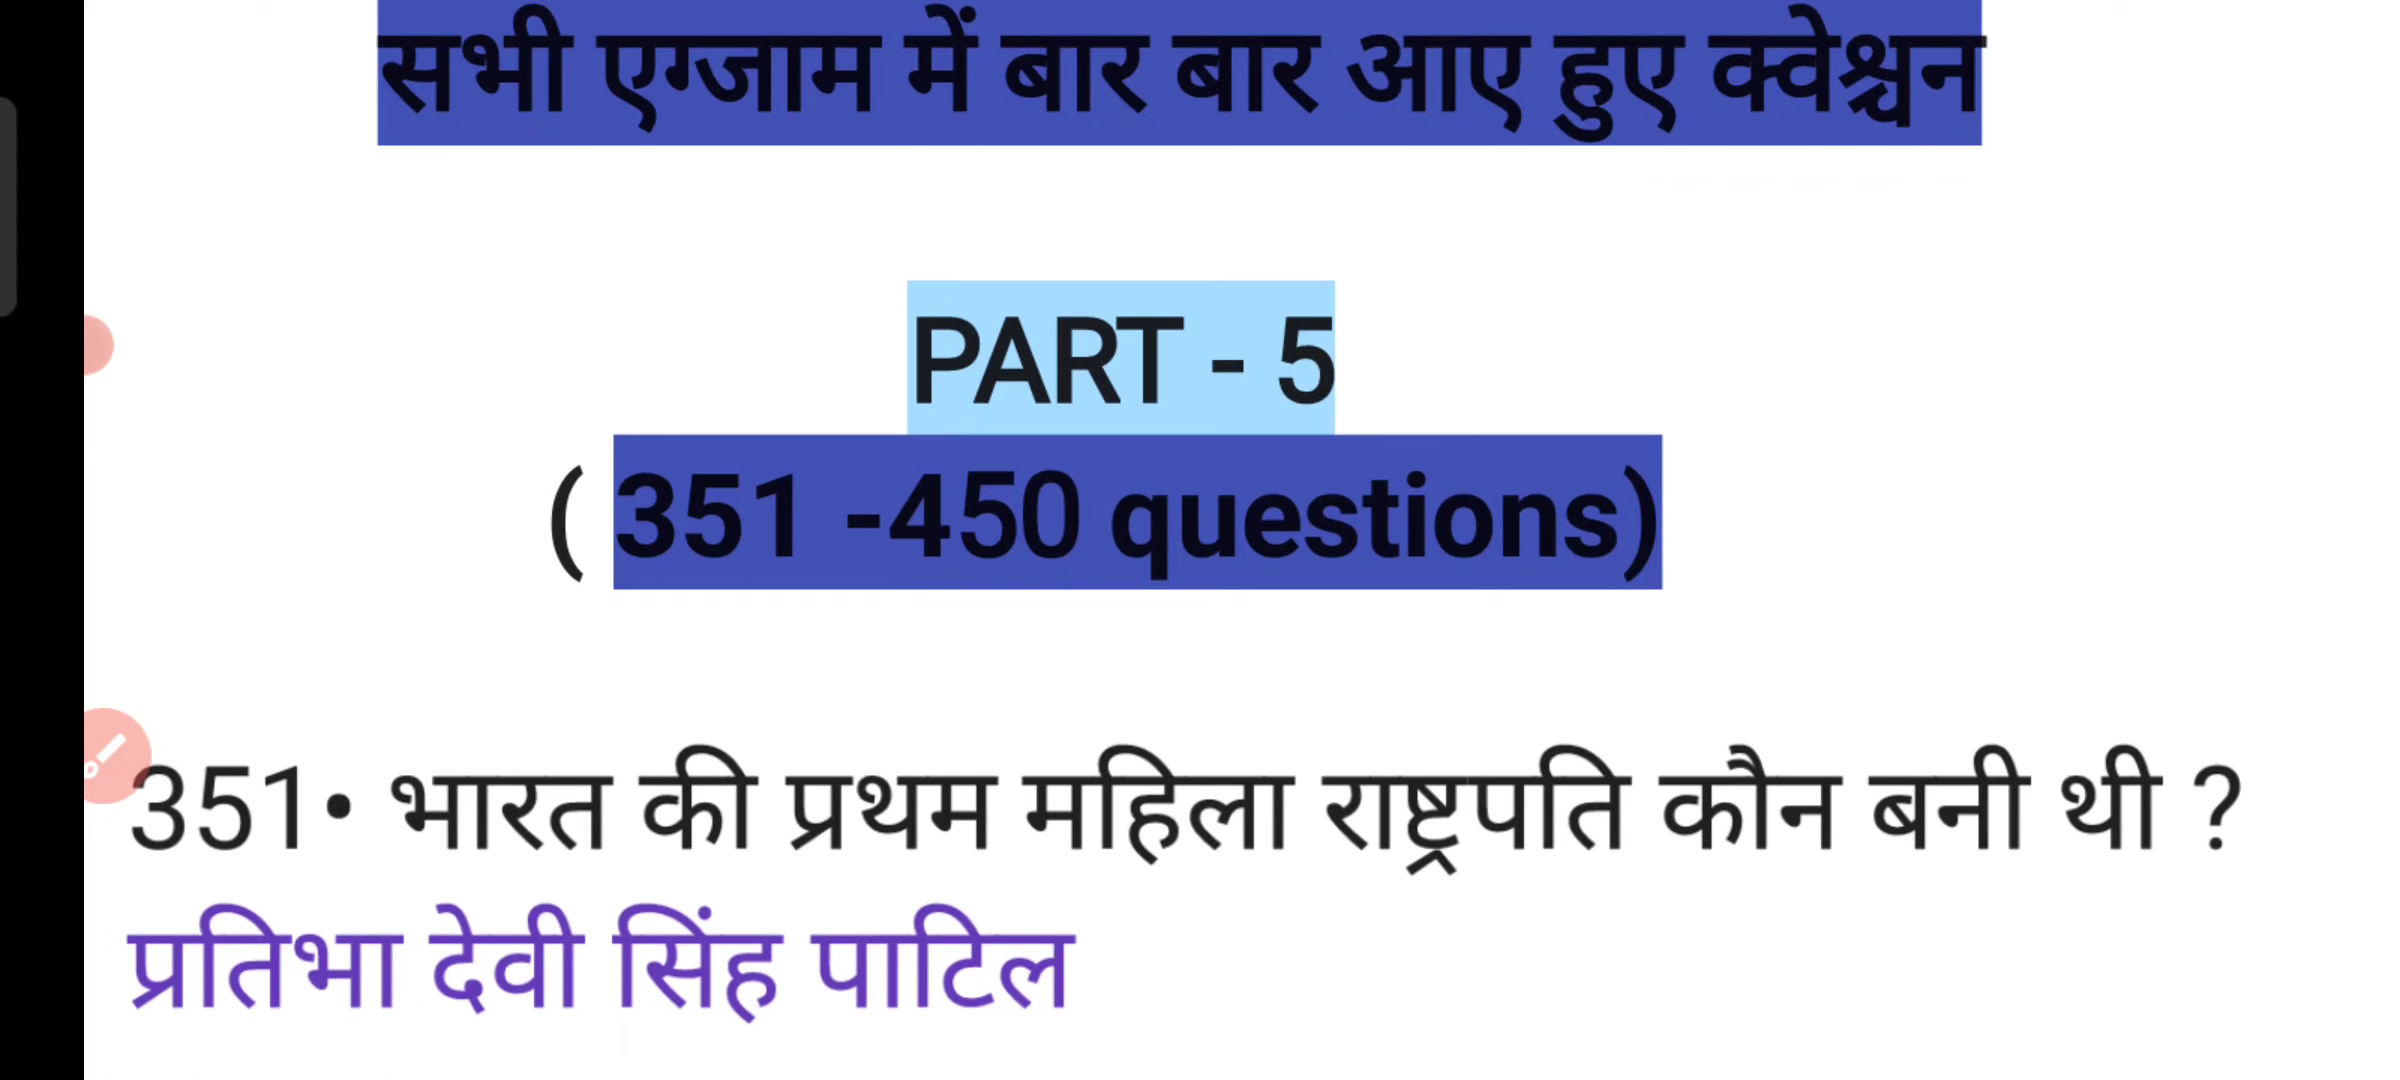 सभी एग्जाम में बार बार आए हुए क्वेश्चन
PART - 5
( 351 -450 questions)
351• भारत की प्रथम महिला राष्ट्रपति कौन बनी थी ?
प्रतिभा देवी सिंह पाटिल